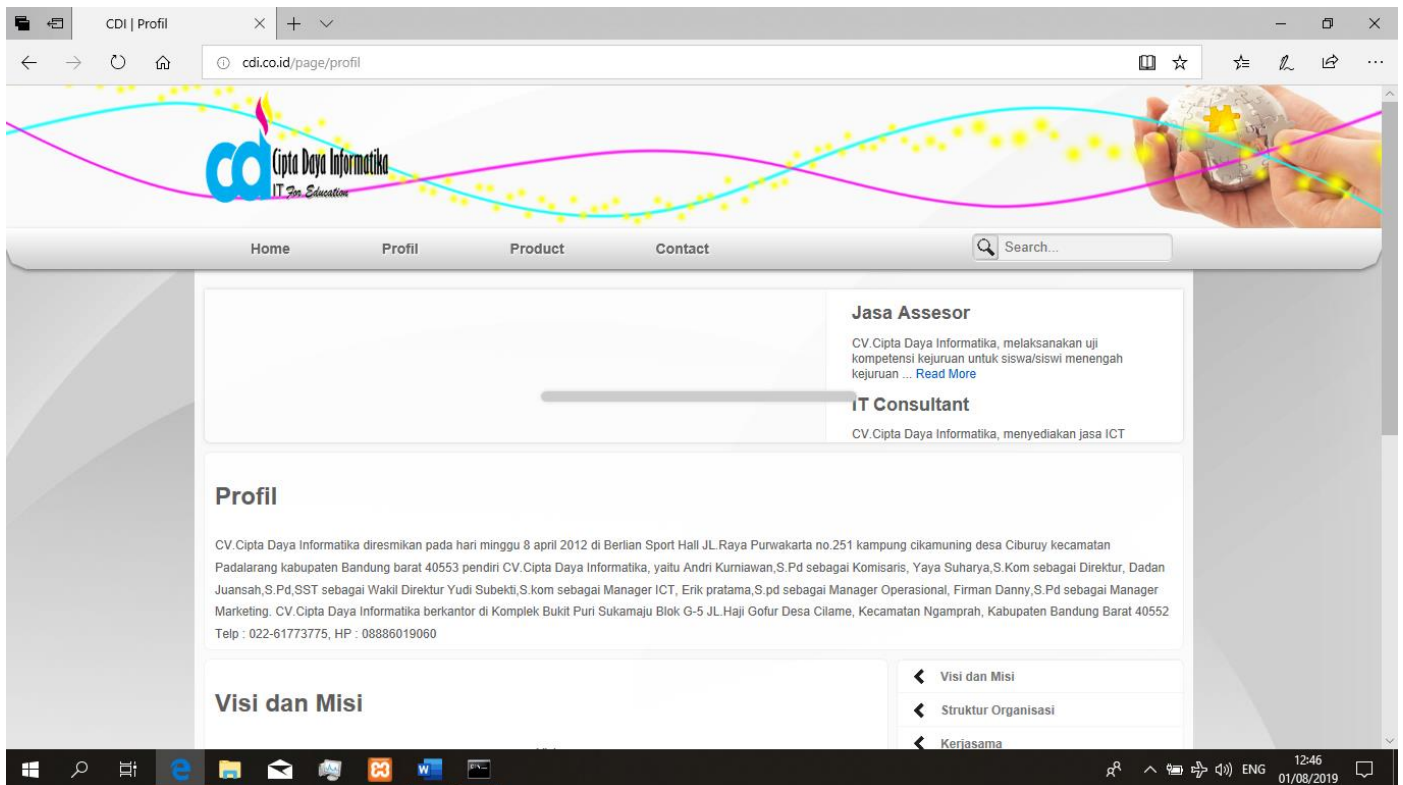 CDI | Profil
cdi.co.id/page/profil
Cipta Daya Informatika
IT For Education
Home Profil Product Contact Search...
Jasa Assesor
CV.Cipta Daya Informatika, melaksanakan uji
kompetensi kejuruan untuk siswa/siswi menengah
kejuruan ... Read More
IT Consultant
CV.Cipta Daya Informatika, menyediakan jasa ICT
Profil
CV.Cipta Daya Informatika diresmikan pada hari minggu 8 april 2012 di Berlian Sport Hall JL.Raya Purwakarta no.251 kampung cikamuning desa Ciburuy kecamatan
Padalarang kabupaten Bandung barat 40553 pendiri CV.Cipta Daya Informatika, yaitu Andri Kurniawan,S.Pd sebagai Komisaris, Yaya Suharya,S.Kom sebagai Direktur, Dadan
Juansah,S.Pd,SST sebagai Wakil Direktur Yudi Subekti,S.kom sebagai Manager ICT, Erik pratama,S.pd sebagai Manager Operasional, Firman Danny,S.Pd sebagai Manager
Marketing. CV.Cipta Daya Informatika berkantor di Komplek Bukit Puri Sukamaju Blok G-5 JL.Haji Gofur Desa Cilame, Kecamatan Ngamprah, Kabupaten Bandung Barat 40552
Telp : 022-61773775, HP : 08886019060
Visi dan Misi
Visi dan Misi
Struktur Organisasi
Kerjasama
ENG
12:46
01/08/2019